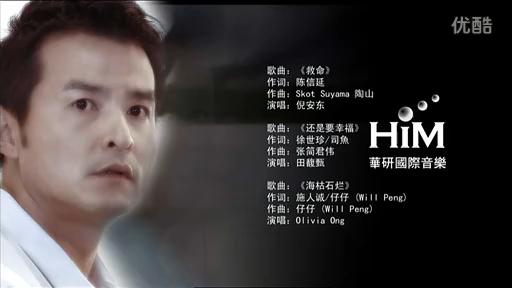 优酷
歌曲：《救命》
作词：陈信延
作曲：Skot Suyama 陶山
演唱：倪安东
歌曲：《还是要幸福》
作词：徐世珍/司魚
作曲：张简君伟
演唱：田馥甄
HiM
華研國際音樂
歌曲：《海枯石烂》
作词：施人诚/仔仔 (Will Peng)
作曲：仔仔 (Will Peng)
演唱：Olivia Ong